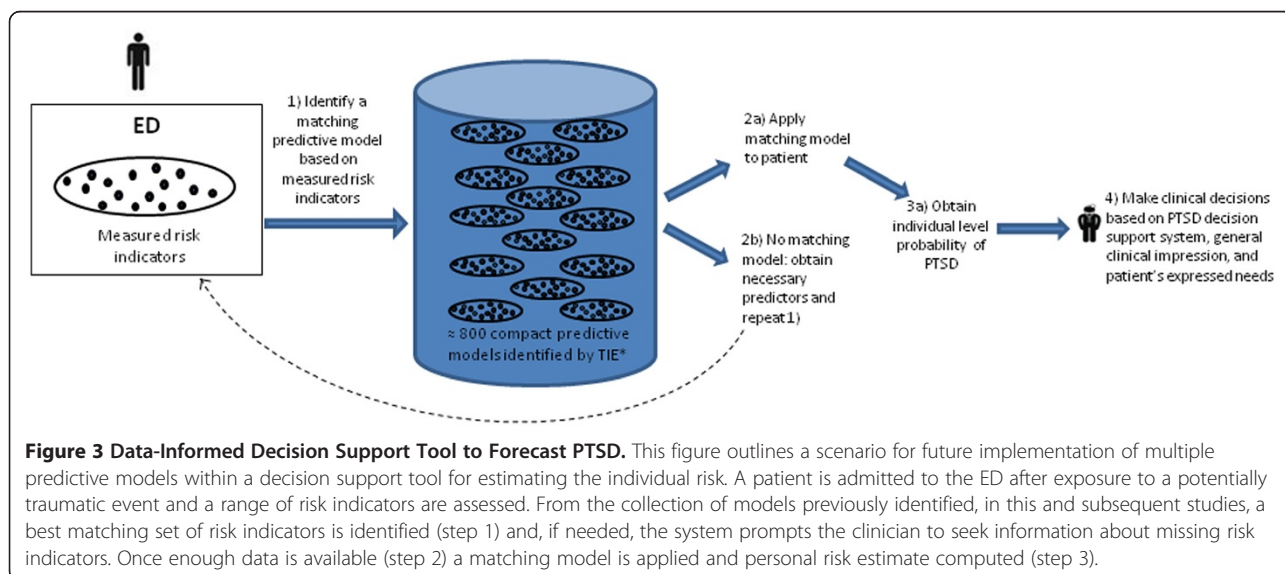 ED
Measured risk
indicators
1) Identify a
matching
predictive model
based on
measured risk
indicators
≈ 800 compact predictive
models identified by TIE*
2a) Apply
matching model
to patient
2b) No matching
model: obtain
necessary
predictors and
repeat 1)
3a) Obtain
individual level
probability of
PTSD
4) Make clinical decisions
based on PTSD decision
support system, general
clinical impression, and
patient's expressed needs
Figure 3 Data-Informed Decision Support Tool to Forecast PTSD. This figure outlines a scenario for future implementation of multiple
predictive models within a decision support tool for estimating the individual risk. A patient is admitted to the ED after exposure to a potentially
traumatic event and a range of risk indicators are assessed. From the collection of models previously identified, in this and subsequent studies, a
best matching set of risk indicators is identified (step 1) and, if needed, the system prompts the clinician to seek information about missing risk
indicators. Once enough data is available (step 2) a matching model is applied and personal risk estimate computed (step 3).